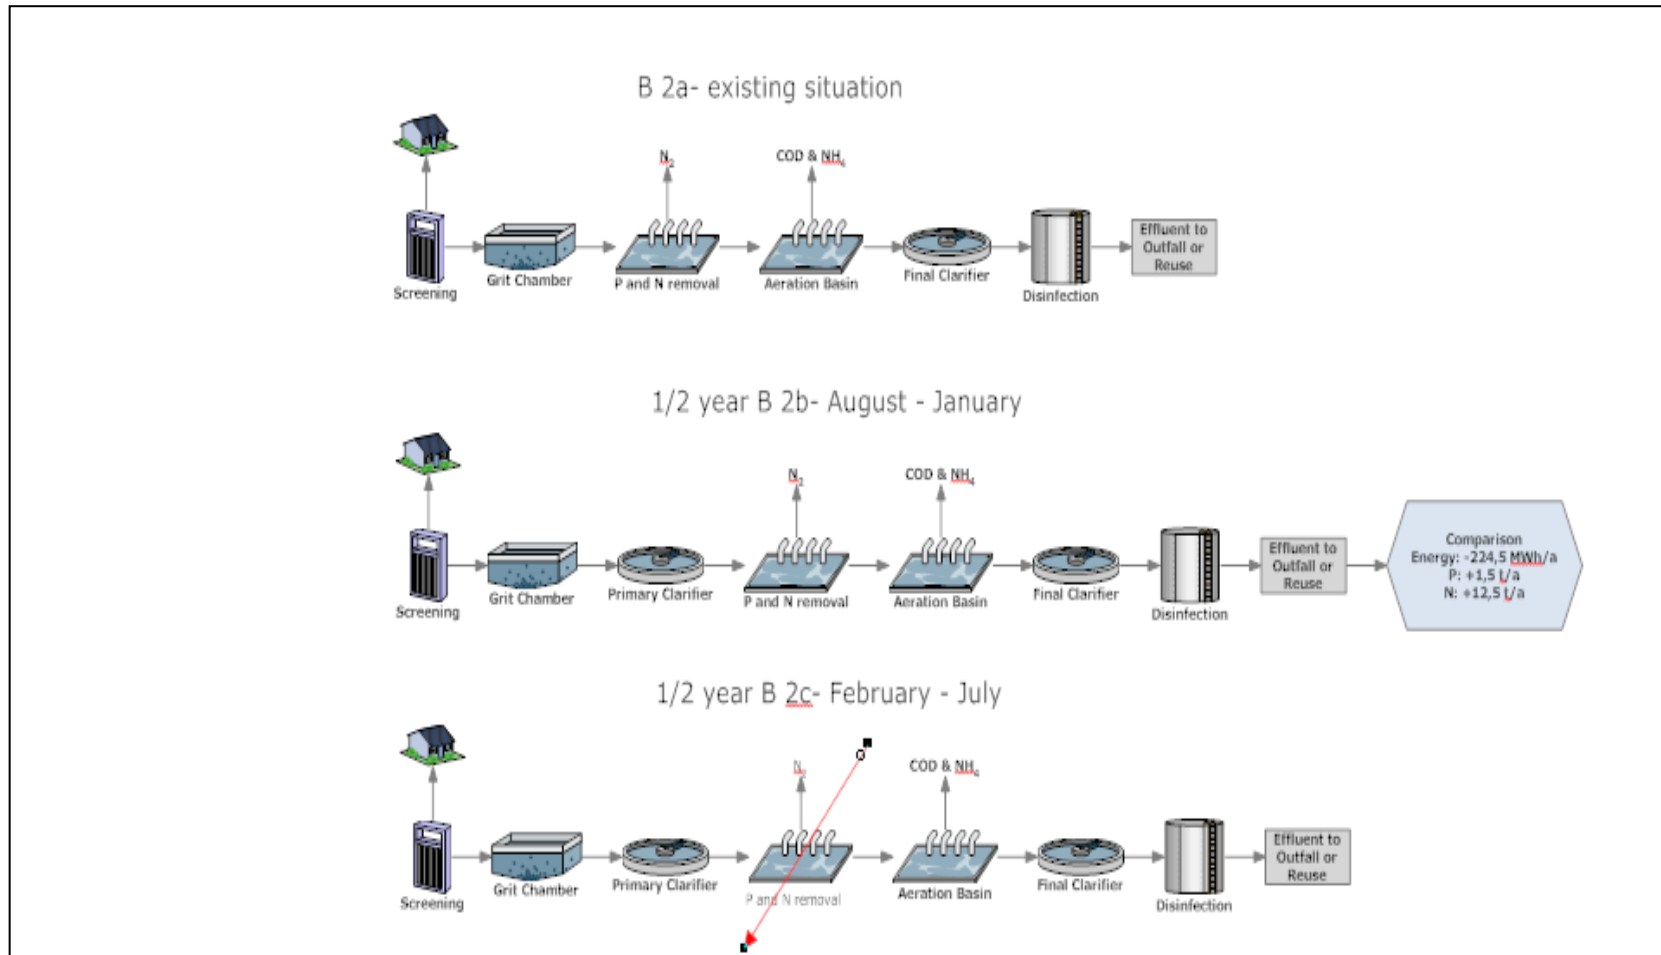 B 2a- existing situation
N2
COD & NH4
Screening
Grit Chamber
P and N removal
Aeration Basin
Final Clarifier
Disinfection
Effluent to
Outfall or
Reuse
1/2 year B 2b- August - January
N2
COD & NH4
Screening
Grit Chamber
Primary Clarifier
P and N removal
Aeration Basin
Final Clarifier
Disinfection
Effluent to
Outfall or
Reuse
Comparison
Energy: -224,5 MWh/a
P: +1,5 t/a
N: +12,5 t/a
1/2 year B 2c- February - July
N2
COD & NH4
Screening
Grit Chamber
Primary Clarifier
P and N removal
Aeration Basin
Final Clarifier
Disinfection
Effluent to
Outfall or
Reuse